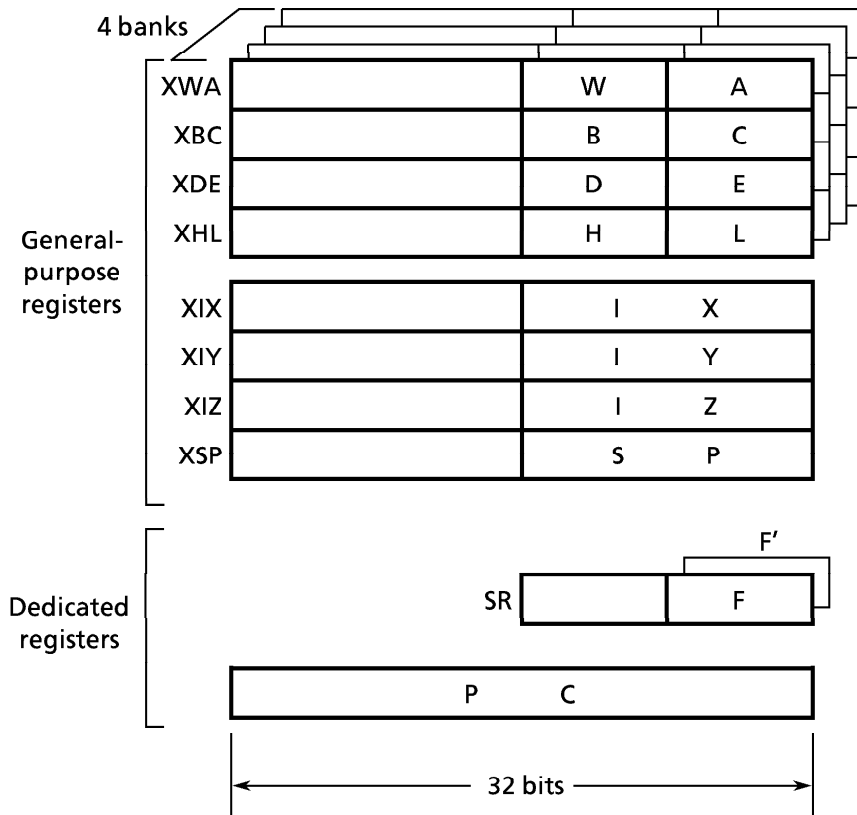 4 banks
XWA W A
XBC B C
XDE D E
XHL H L
General-
purpose
registers
XIX I X
XIY I Y
XIZ I Z
XSP S P
F'
Dedicated
registers
SR F
P C
32 bits